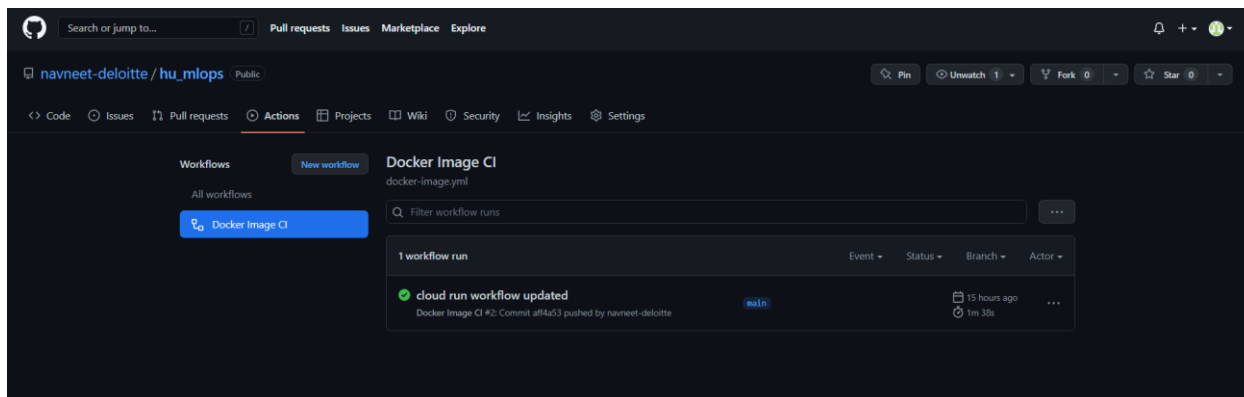 Search or jump to... / Pull requests Issues Marketplace Explore
navneet-deloitte / hu_mlops Public Pin Unwatch 1 Fork 0 Star 0
Code Issues Pull requests Actions Projects Wiki Security Insights Settings
Workflows New workflow
All workflows
Docker Image CI
Docker Image CI
docker-image.yml
Filter workflow runs
1 workflow run Event Status Branch Actor
cloud run workflow updated main 15 hours ago
Docker Image CI #2: Commit aff4a53 pushed by navneet-deloitte 1m 38s